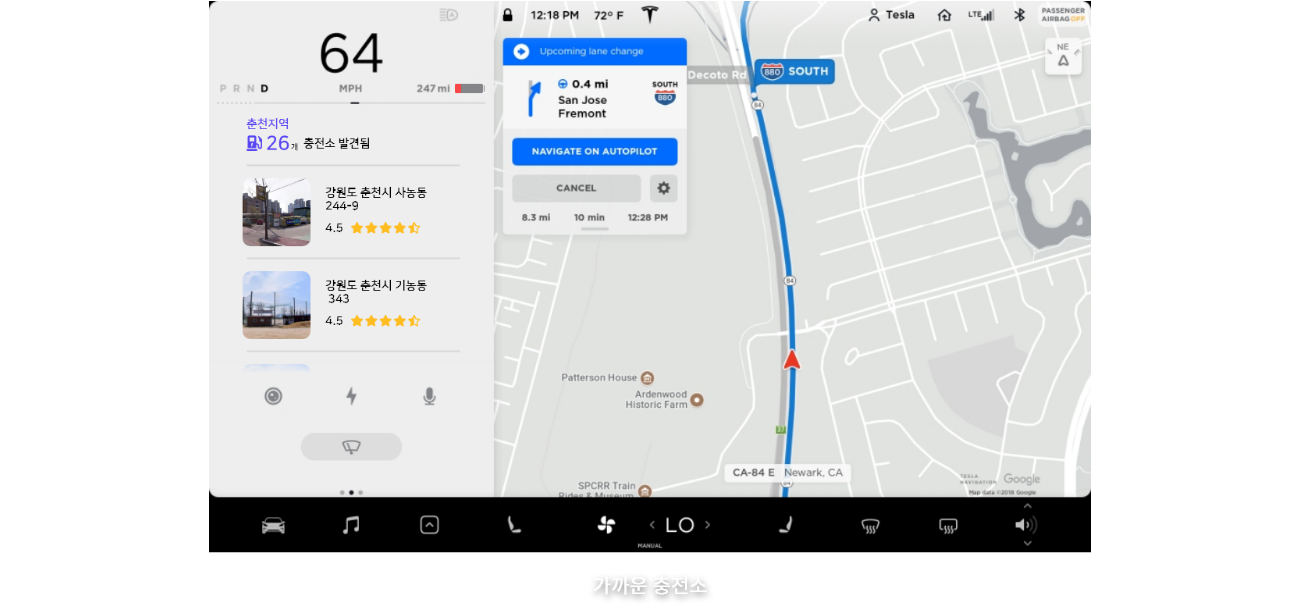 64
P R N D
MPH
247 mi
춘천지역
26개 충전소 발견됨
강원도 춘천시 사농동
244-9
4.5
강원도 춘천시 기농동
343
4.5
12:18 PM 72° F
Tesla
LTE
PASSENGER
AIRBAG OFF
Upcoming lane change
0.4 mi
San Jose
Fremont
SOUTH
880
NAVIGATE ON AUTOPILOT
CANCEL
8.3 mi 10 min 12:28 PM
Decoto Rd
880 SOUTH
NE
84
84
Patterson House
Ardenwood
Historic Farm
37
CA-84 E Newark, CA
84
SPCRR Train
Rides & Museum
TESLA
NAVIGATION
Google
Map data ©2018 Google
LO
MANUAL
가까운 충전소